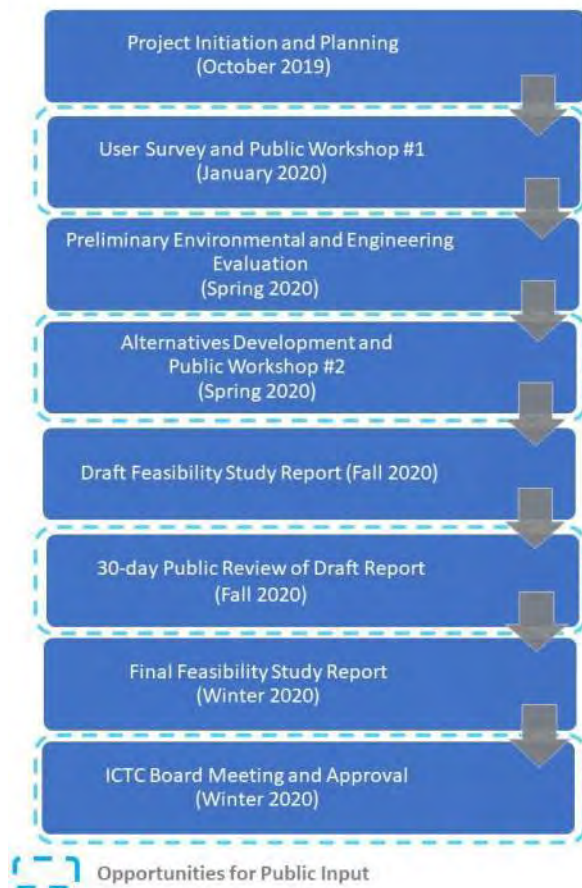 Project Initiation and Planning
(October 2019)
User Survey and Public Workshop #1
(January 2020)
Preliminary Environmental and Engineering
Evaluation
(Spring 2020)
Alternatives Development and
Public Workshop #2
(Spring 2020)
Draft Feasibility Study Report (Fall 2020)
30-day Public Review of Draft Report
(Fall 2020)
Final Feasibility Study Report
(Winter 2020)
ICTC Board Meeting and Approval
(Winter 2020)
Opportunities for Public Input